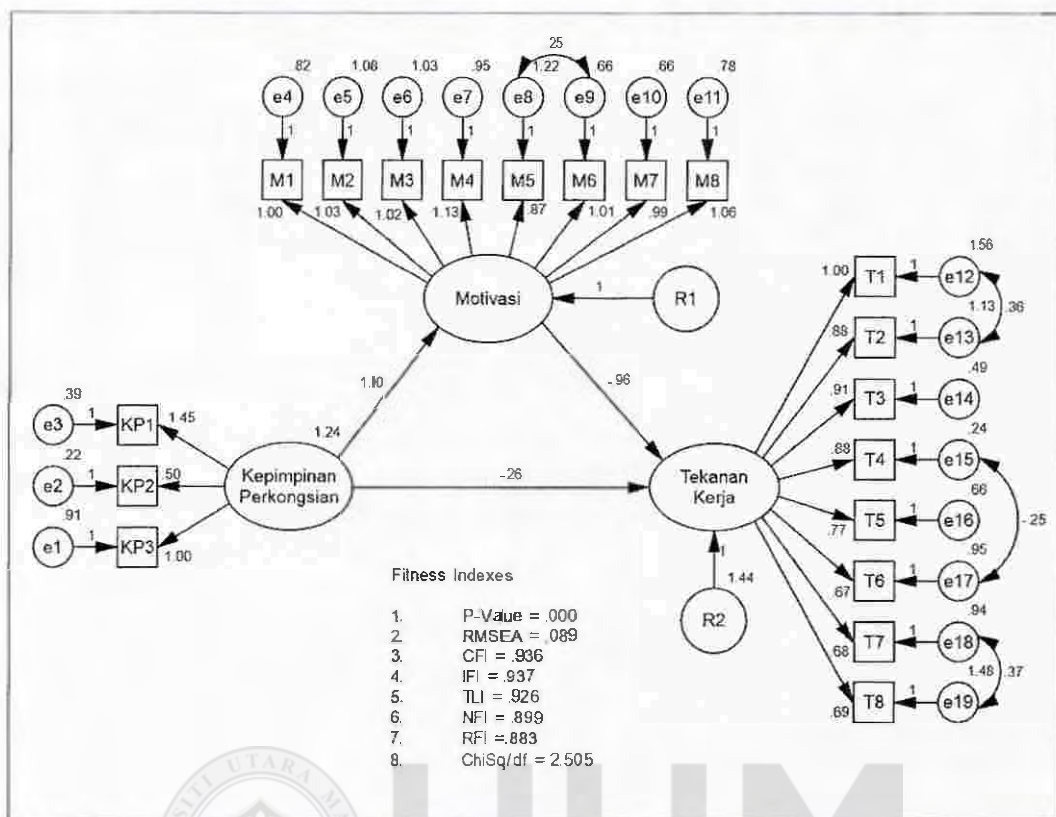 25
.82 1.08 1.03 .95 1.22 .66 .66 .78
e4 e5 e6 e7 e8 e9 e10 e11
1 1 1 1 1 1 1 1
M1 M2 M3 M4 M5 M6 M7 M8
1.00 1.03 1.02 1.13 .87 1.01 .99 1.06
Motivasi
1
R1
1.56
1.00 T1 1 e12
1.13 .36
.88 T2 1 e13
.49
.91 T3 1 e14
.24
.88 T4 1 e15
.66
.77 T5 1 e16
-.25
.95
.67 T6 1 e17
.94
.68 T7 1 e18
1.48 .37
.69 T8 1 e19
-.96
1.24
.39
e3 1 KP1 1.45
.22
e2 1 KP2 .50
.91
e1 1 KP3 1.00
Kepimpinan
Perkongsian
-.26
Tekanan
Kerja
1
1.44
R2
Fitness Indexes
1. P-Value = .000
2. RMSEA = .089
3. CFI = .936
4. IFI = .937
5. TLI = .926
6. NFI = .899
7. RFI =.883
8. ChiSq/df = 2.505
UTARA
UUM